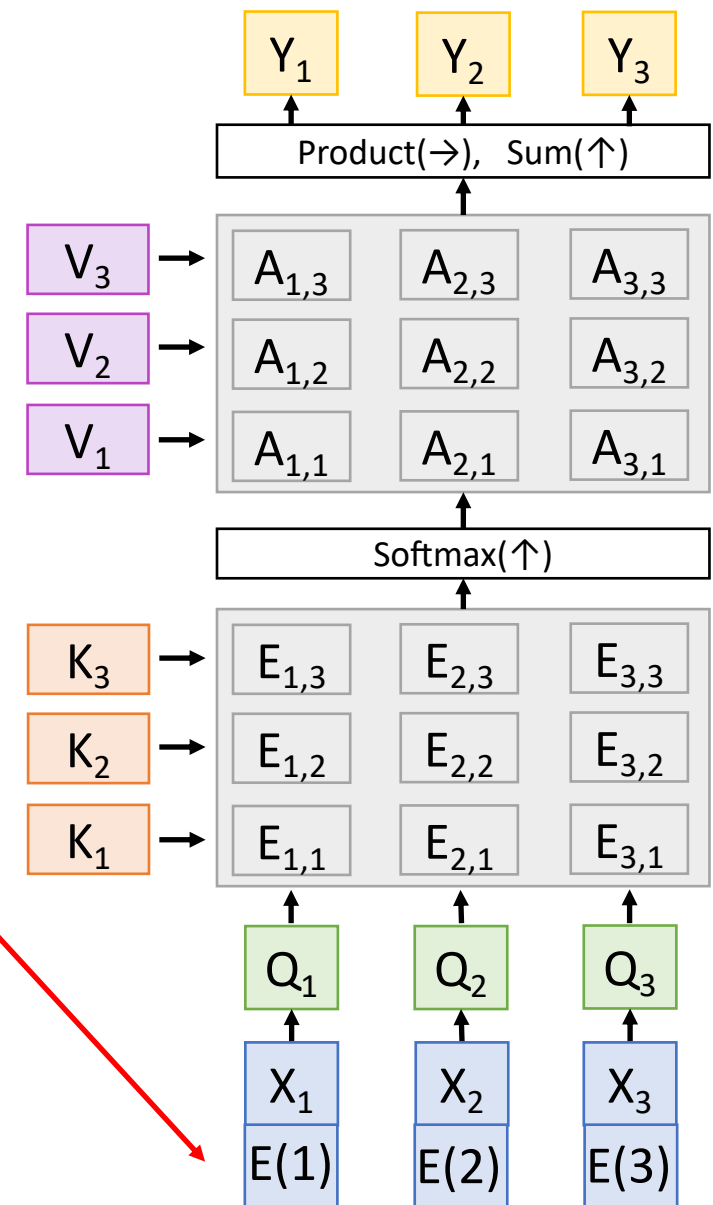 Y₁ Y₂ Y₃
Product(→), Sum(↑)
V₃ A₁,₃ A₂,₃ A₃,₃
V₂ A₁,₂ A₂,₂ A₃,₂
V₁ A₁,₁ A₂,₁ A₃,₁
Softmax(↑)
K₃ E₁,₃ E₂,₃ E₃,₃
K₂ E₁,₂ E₂,₂ E₃,₂
K₁ E₁,₁ E₂,₁ E₃,₁
Q₁ Q₂ Q₃
X₁ X₂ X₃
E(1) E(2) E(3)